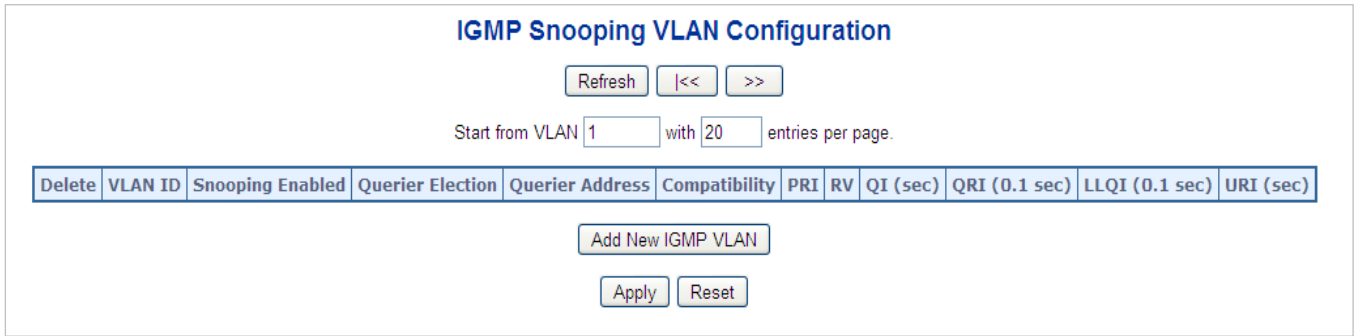 IGMP Snooping VLAN Configuration
Refresh |<< >>
Start from VLAN 1 with 20 entries per page.
Delete VLAN ID Snooping Enabled Querier Election Querier Address Compatibility PRI RV QI (sec) QRI (0.1 sec) LLQI (0.1 sec) URI (sec)
Add New IGMP VLAN
Apply Reset